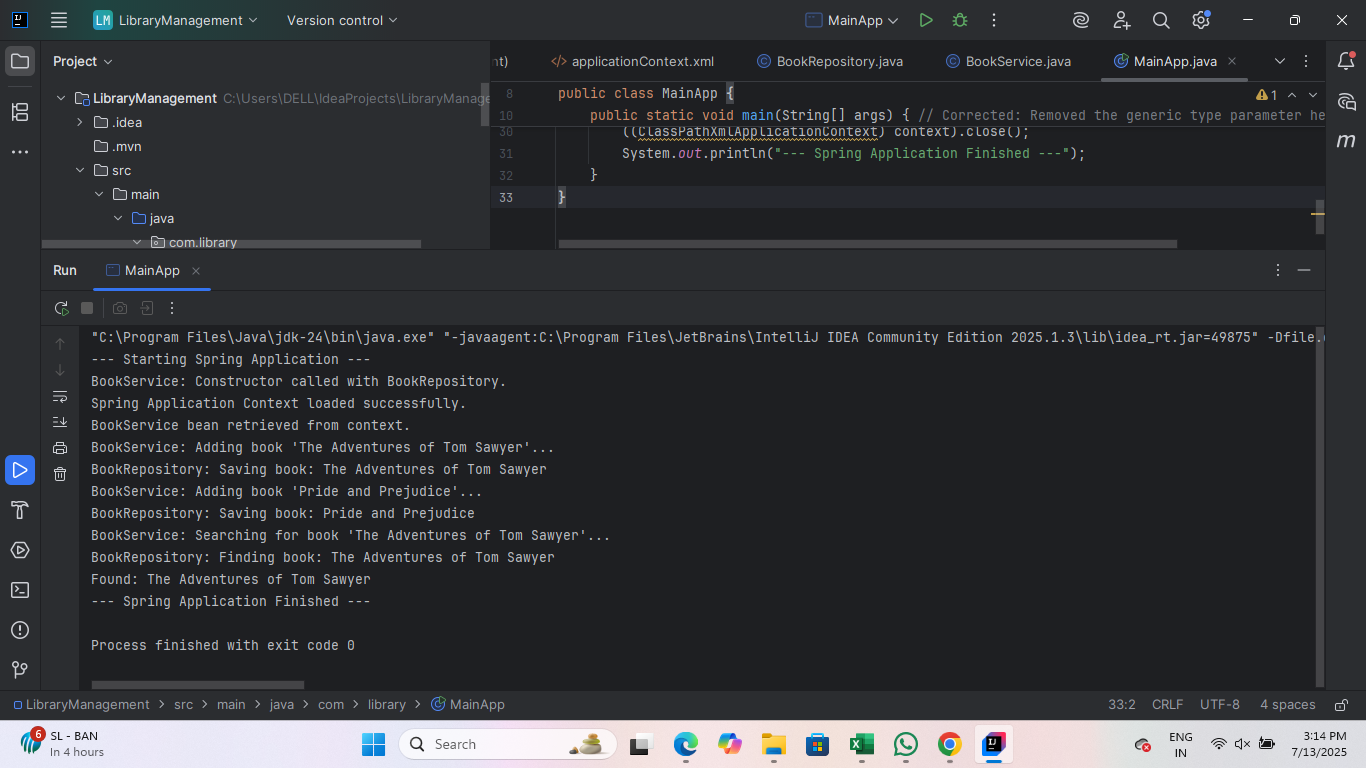 LM LibraryManagement Version control MainApp
Project
LibraryManagement C:\Users\DELL\IdeaProjects\LibraryManage
.idea
.mvn
src
main
java
com.library
nt) applicationContext.xml BookRepository.java BookService.java MainApp.java
8 public class MainApp { 1
10 public static void main(String[] args) { // Corrected: Removed the generic type parameter he
30 ((ClassPathXmlApplicationContext) context).close();
31 System.out.println("--- Spring Application Finished ---");
32 }
33 }
m
Run MainApp
"C:\Program Files\Java\jdk-24\bin\java.exe" "-javaagent:C:\Program Files\JetBrains\IntelliJ IDEA Community Edition 2025.1.3\lib\idea_rt.jar=49875" -Dfile.
--- Starting Spring Application ---
BookService: Constructor called with BookRepository.
Spring Application Context loaded successfully.
BookService bean retrieved from context.
BookService: Adding book 'The Adventures of Tom Sawyer'...
BookRepository: Saving book: The Adventures of Tom Sawyer
BookService: Adding book 'Pride and Prejudice'...
BookRepository: Saving book: Pride and Prejudice
BookService: Searching for book 'The Adventures of Tom Sawyer'...
BookRepository: Finding book: The Adventures of Tom Sawyer
Found: The Adventures of Tom Sawyer
--- Spring Application Finished ---
Process finished with exit code 0
LibraryManagement src main java com library MainApp 33:2 CRLF UTF-8 4 spaces
6 SL - BAN
In 4 hours
Search
ENG
IN
3:14 PM
7/13/2025